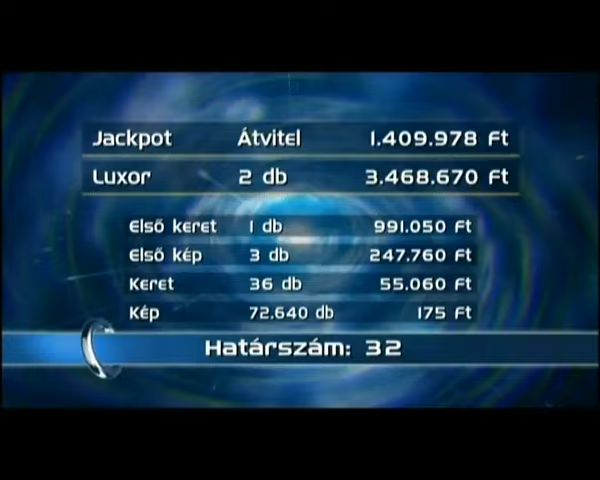 Jackpot Átvitel 1.409.978 Ft
Luxor 2 db 3.468.670 Ft
Első keret 1 db 991.050 Ft
Első kép 3 db 247.760 Ft
Keret 36 db 55.060 Ft
Kép 72.640 db 175 Ft
Határszám: 32